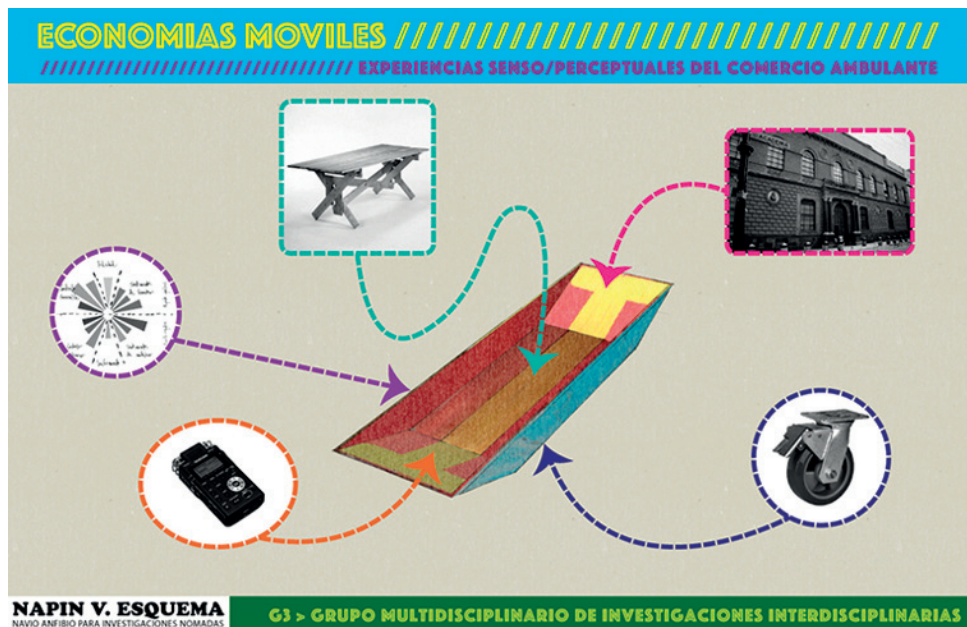 ECONOMIAS MOVILES /////////////////////////////////
////////////////////////////////// EXPERIENCIAS SENSO/PERCEPTUALES DEL COMERCIO AMBULANTE
NAPIN V. ESQUEMA
NAVIO ANFIBIO PARA INVESTIGACIONES NOMADAS
G3 > GRUPO MULTIDISCIPLINARIO DE INVESTIGACIONES INTERDISCIPLINARIAS